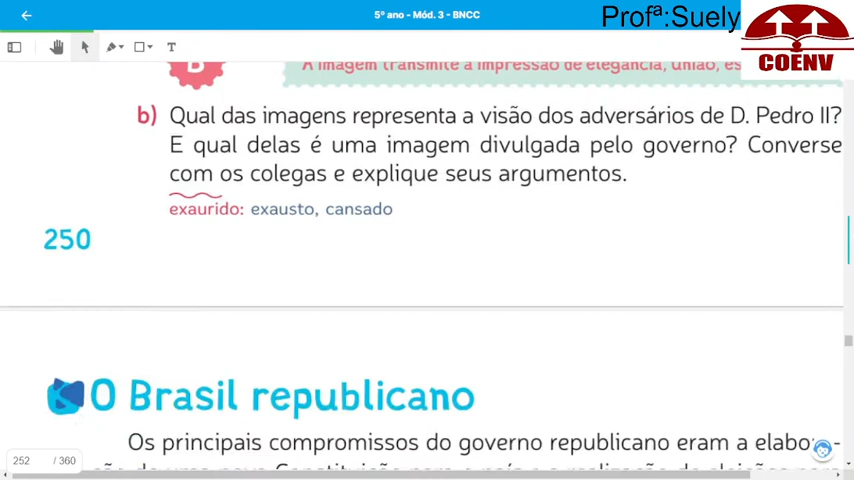 5º ano - Mód. 3 - BNCC
Profª:Suely
COENV
T
B
A imagem transmite a impressão de elegância, união, es
b) Qual das imagens representa a visão dos adversários de D. Pedro II?
E qual delas é uma imagem divulgada pelo governo? Converse
com os colegas e explique seus argumentos.
exaurido: exausto, cansado
250
O Brasil republicano
Os principais compromissos do governo republicano eram a elabo
252 / 360